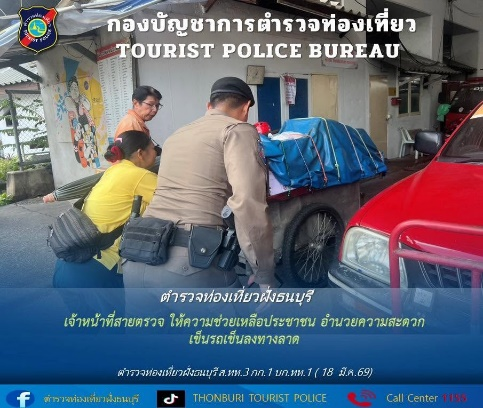 กองบัญชาการตำรวจท่องเที่ยว
TOURIST POLICE BUREAU
ตำรวจท่องเที่ยวฝั่งธนบุรี
เจ้าหน้าที่สายตรวจ ให้ความช่วยเหลือประชาชน อำนวยความสะดวก
เข็นรถเข็นลงทางลาด
ตำรวจท่องเที่ยวฝั่งธนบุรี ส.ทท.3 กก.1 บก.ทท.1 ( 18 มี.ค.69)
ตำรวจท่องเที่ยวฝั่งธนบุรี
THONBURI TOURIST POLICE
Call Center 1155